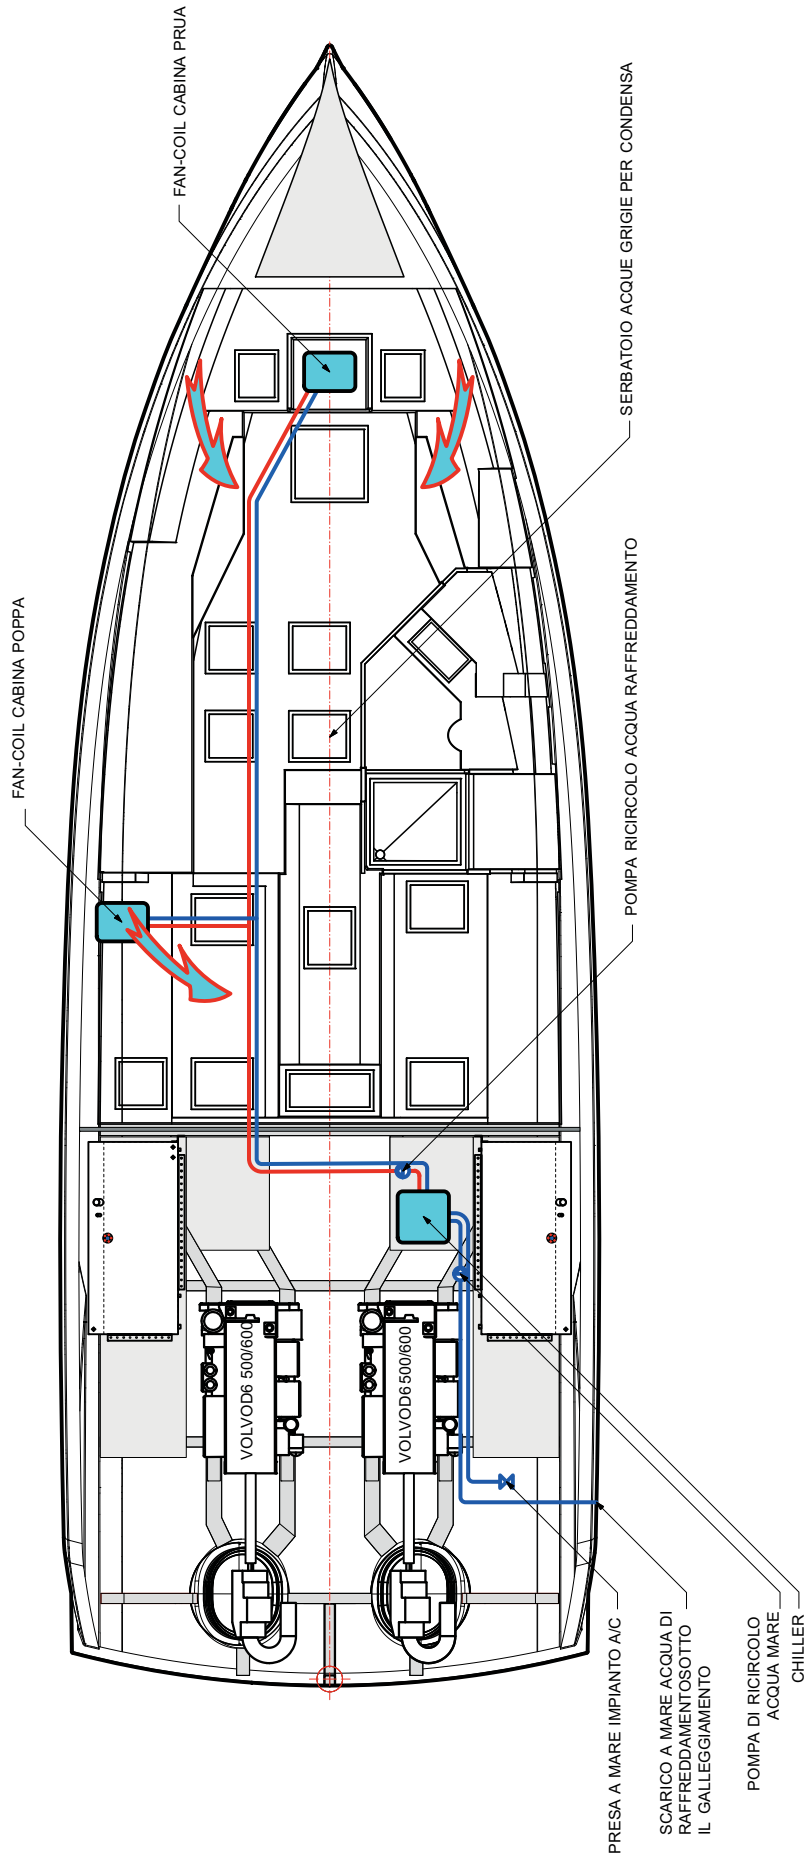 FAN-COIL CABINA PRUA
SERBATOIO ACQUE GRIGIE PER CONDENSA
FAN-COIL CABINA POPPA
POMPA RICIRCOLO ACQUA RAFFREDDAMENTO
VOLVOD6 500/600
VOLVOD6 500/600
PRESA A MARE IMPIANTO A/C
SCARICO A MARE ACQUA DI
RAFFREDDAMENTOSOTTO
IL GALLEGGIAMENTO
POMPA DI RICIRCOLO
ACQUA MARE
CHILLER